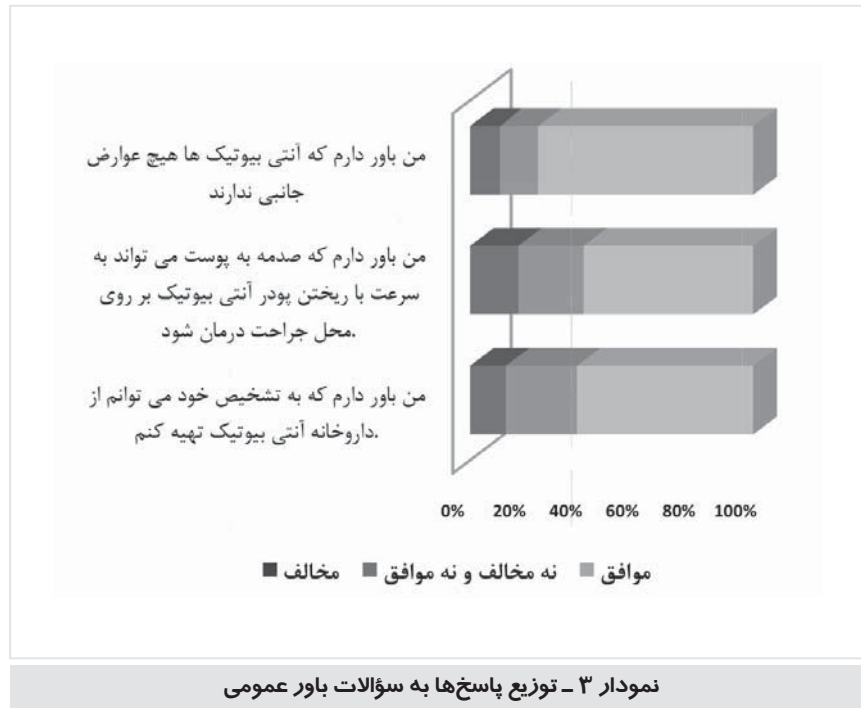 من باور دارم که آنتی بیوتیک ها هیچ عوارض
جانبی ندارند
من باور دارم که صدمه به پوست می تواند به
سرعت با ریختن پودر آنتی بیوتیک بر روی
.محل جراحت درمان شود
من باور دارم که به تشخیص خود می توانم از
.داروخانه آنتی بیوتیک تهیه کنم
0% 20% 40% 60% 80% 100%
موافق نه مخالف و نه موافق مخالف
نمودار ۳ ـ توزیع پاسخ‌ها به سؤالات باور عمومی